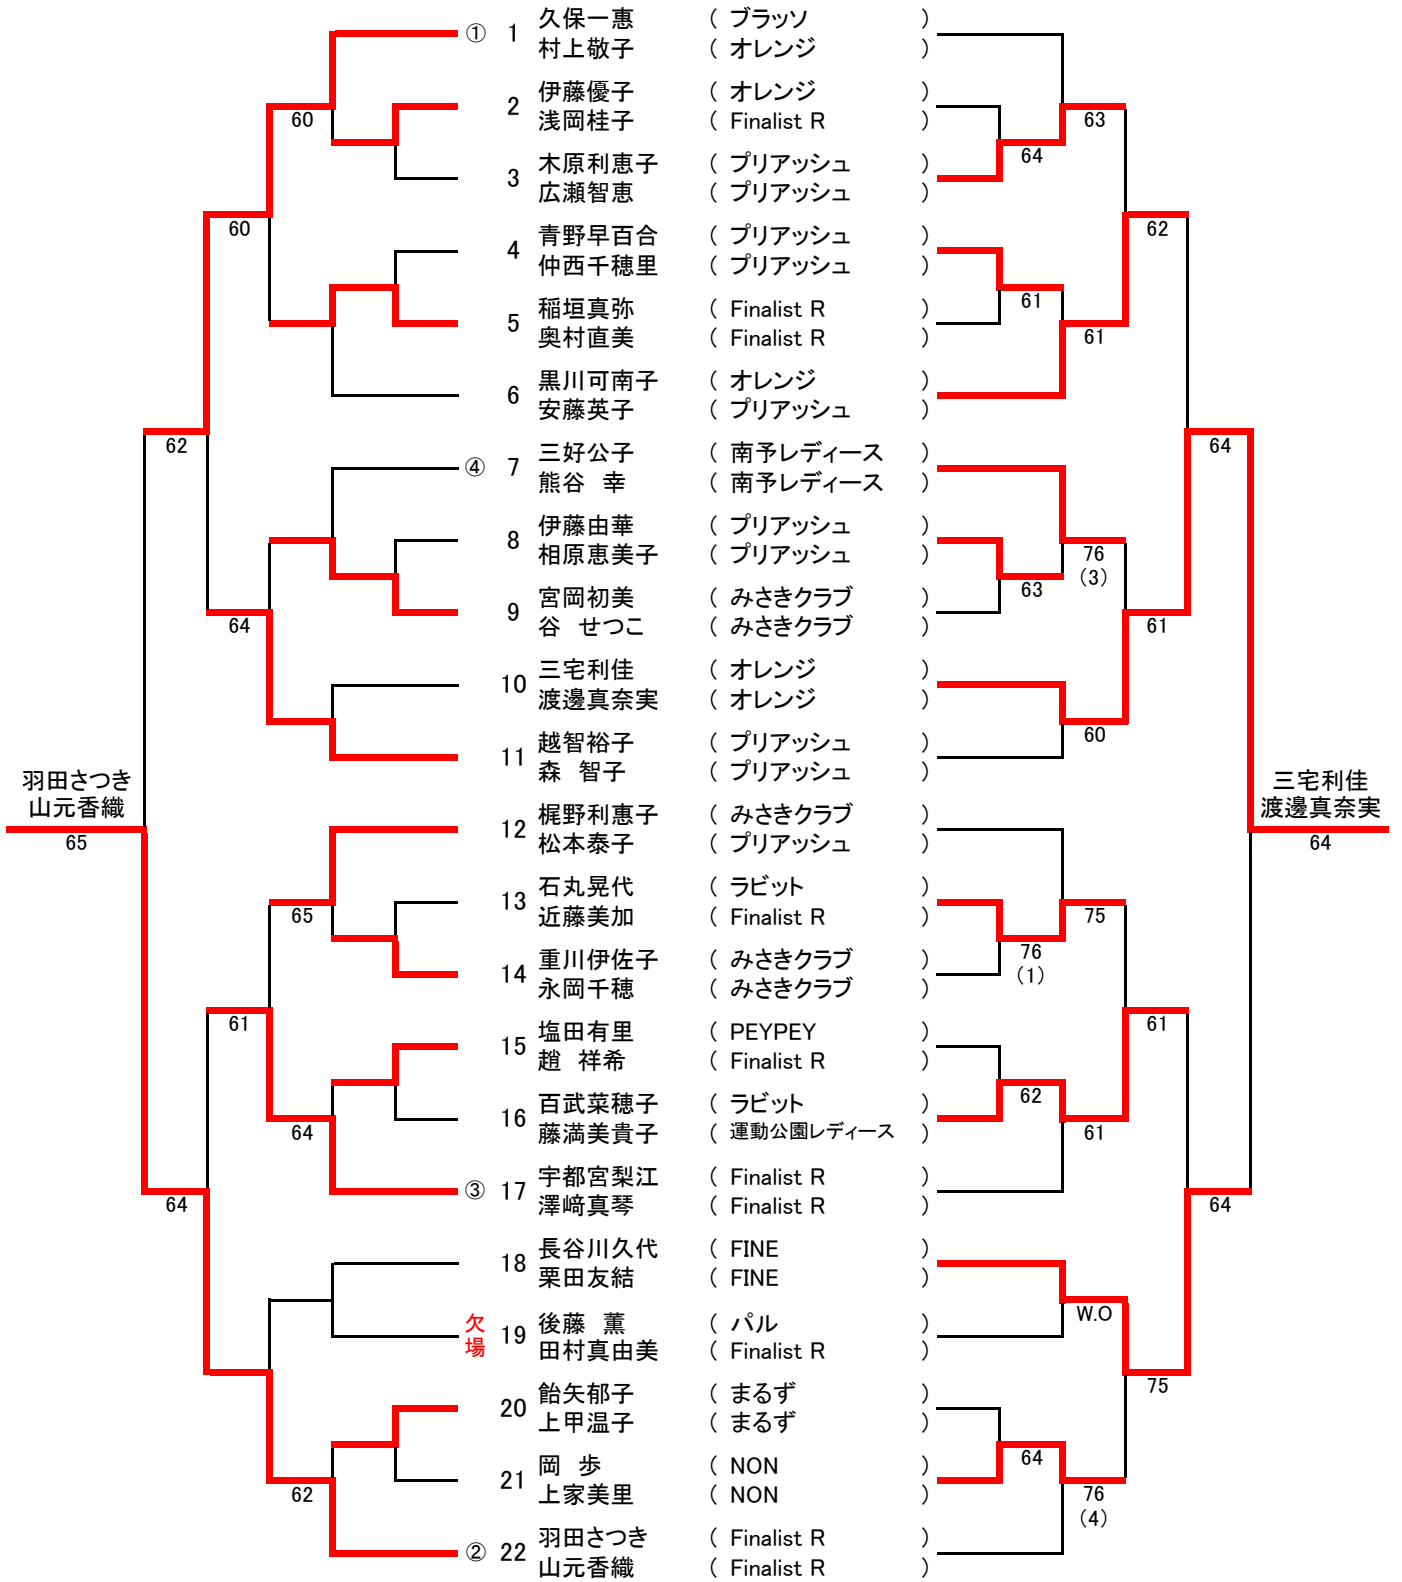 ① 1 久保一惠 ( ブラッソ )
村上敬子 ( オレンジ )
2 伊藤優子 ( オレンジ )
60 浅岡桂子 ( Finalist R ) 63
3 木原利恵子 ( プリアッシュ ) 64
広瀬智恵 ( プリアッシュ )
60 62
4 青野早百合 ( プリアッシュ )
仲西千穂里 ( プリアッシュ )
5 稲垣真弥 ( Finalist R ) 61
奥村直美 ( Finalist R ) 61
6 黒川可南子 ( オレンジ )
安藤英子 ( プリアッシュ )
62 64
④ 7 三好公子 ( 南予レディース )
熊谷 幸 ( 南予レディース )
8 伊藤由華 ( プリアッシュ )
相原恵美子 ( プリアッシュ ) 76
(3)
9 宮岡初美 ( みさきクラブ ) 63
64 谷 せつこ ( みさきクラブ ) 61
10 三宅利佳 ( オレンジ )
渡邊真奈実 ( オレンジ )
11 越智裕子 ( プリアッシュ ) 60
森 智子 ( プリアッシュ )
羽田さつき 三宅利佳
山元香織 渡邊真奈実
65 64
12 梶野利恵子 ( みさきクラブ )
松本泰子 ( プリアッシュ )
13 石丸晃代 ( ラビット )
65 近藤美加 ( Finalist R ) 75
14 重川伊佐子 ( みさきクラブ ) 76
永岡千穂 ( みさきクラブ ) (1)
61 61
15 塩田有里 ( PEYPEY )
趙 祥希 ( Finalist R )
16 百武菜穂子 ( ラビット ) 62
64 藤満美貴子 ( 運動公園レディース ) 61
③ 17 宇都宮梨江 ( Finalist R )
澤﨑真琴 ( Finalist R )
64 64
18 長谷川久代 ( FINE )
栗田友結 ( FINE )
欠場 19 後藤 薫 ( パル ) W.O
田村真由美 ( Finalist R )
20 飴矢郁子 ( まるず ) 75
上甲温子 ( まるず )
21 岡 歩 ( NON ) 64
62 上家美里 ( NON ) 76
(4)
② 22 羽田さつき ( Finalist R )
山元香織 ( Finalist R )